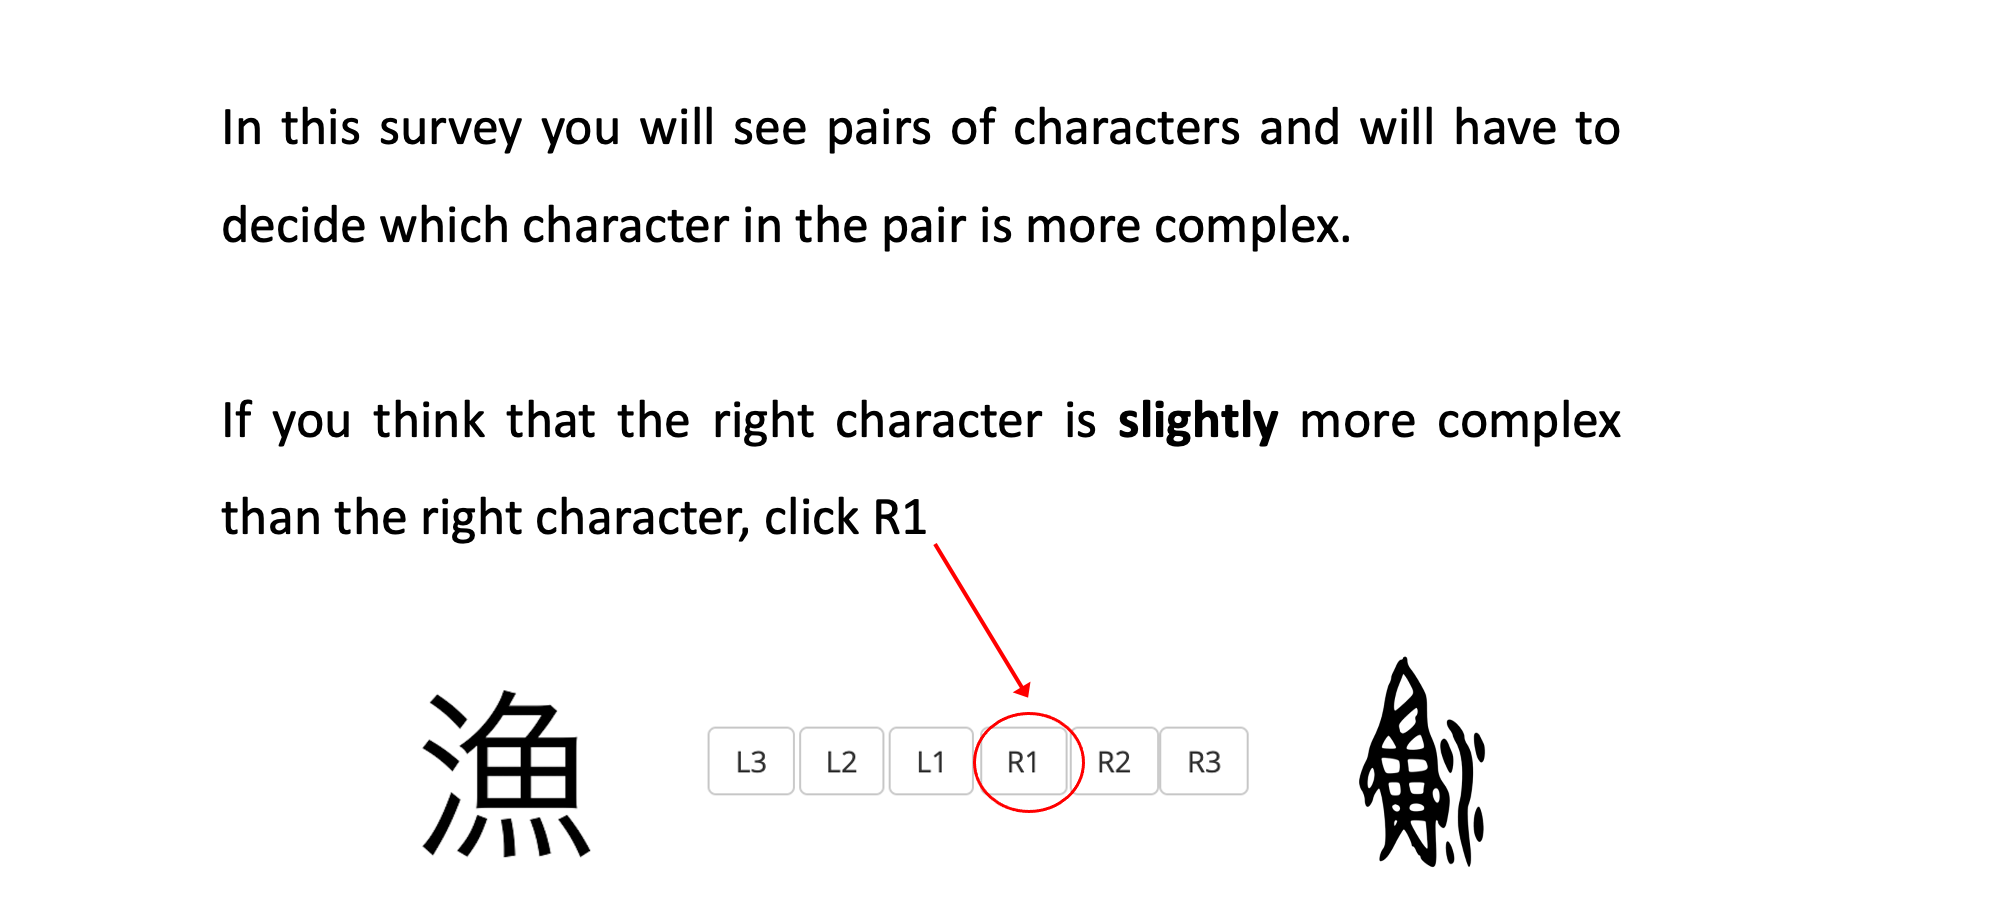 In this survey you will see pairs of characters and will have to
decide which character in the pair is more complex.
If you think that the right character is slightly more complex
than the right character, click R1
漁 L3 L2 L1 R1 R2 R3